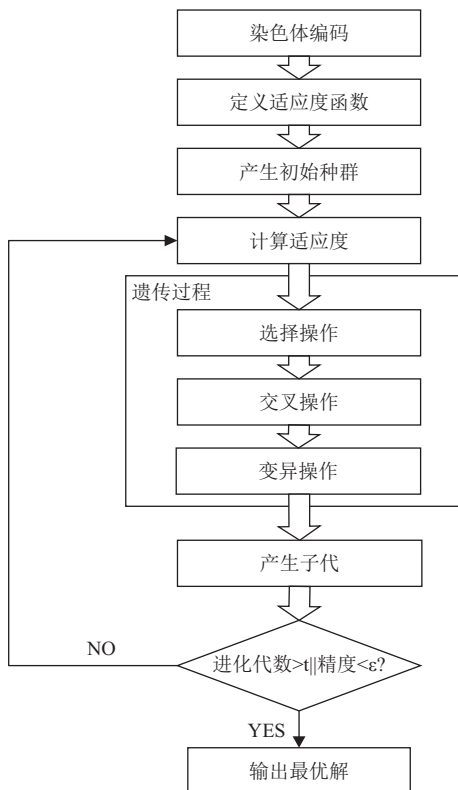 染色体编码
定义适应度函数
产生初始种群
计算适应度
遗传过程
选择操作
交叉操作
变异操作
产生子代
NO
进化代数>t||精度<ε?
YES
输出最优解